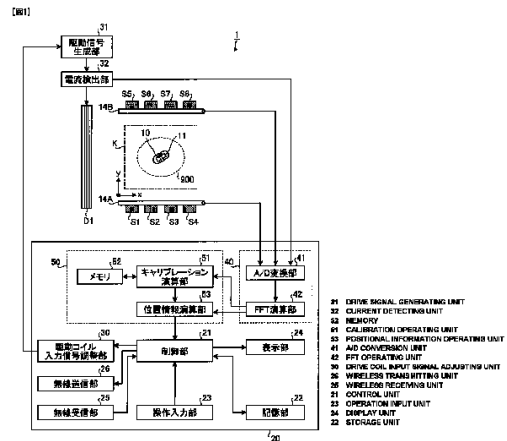 【図1】
1
31
駆動信号
生成部
32
電流検出部
S5 S6 S7 S8
14B
K
10
11
900
y
x
14A
D1
S1 S2 S3 S4
50
52
メモリ
51
キャリブレーション
演算部
40
41
A/D変換部
53
位置情報演算部
42
FFT演算部
30
駆動コイル
入力信号調整部
21
制御部
24
表示部
26
無線送信部
25
無線受信部
23
操作入力部
22
記憶部
20
31 DRIVE SIGNAL GENERATING UNIT
32 CURRENT DETECTING UNIT
52 MEMORY
51 CALIBRATION OPERATING UNIT
53 POSITIONAL INFORMATION OPERATING UNIT
41 A/D CONVERSION UNIT
42 FFT OPERATING UNIT
30 DRIVE COIL INPUT SIGNAL ADJUSTING UNIT
26 WIRELESS TRANSMITTING UNIT
25 WIRELESS RECEIVING UNIT
21 CONTROL UNIT
23 OPERATION INPUT UNIT
24 DISPLAY UNIT
22 STORAGE UNIT